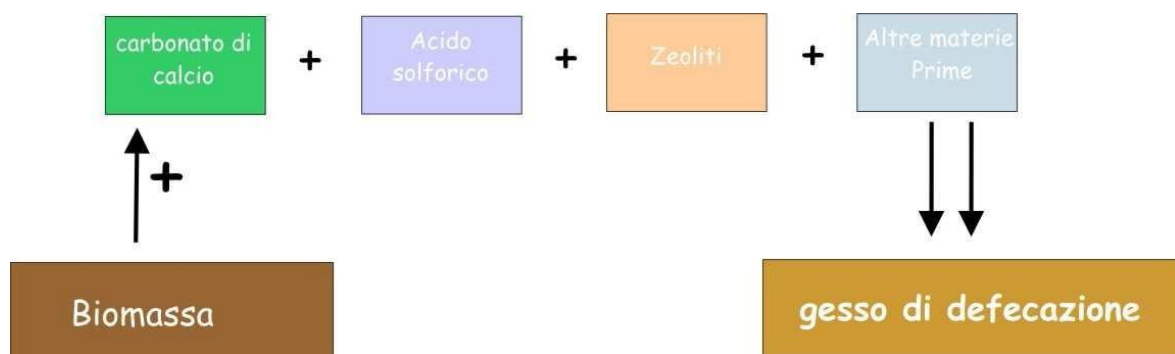 carbonato di
calcio
+
Acido
solforico
+
Zeoliti
+
Altre materie
Prime
+
Biomassa
gesso di defecazione